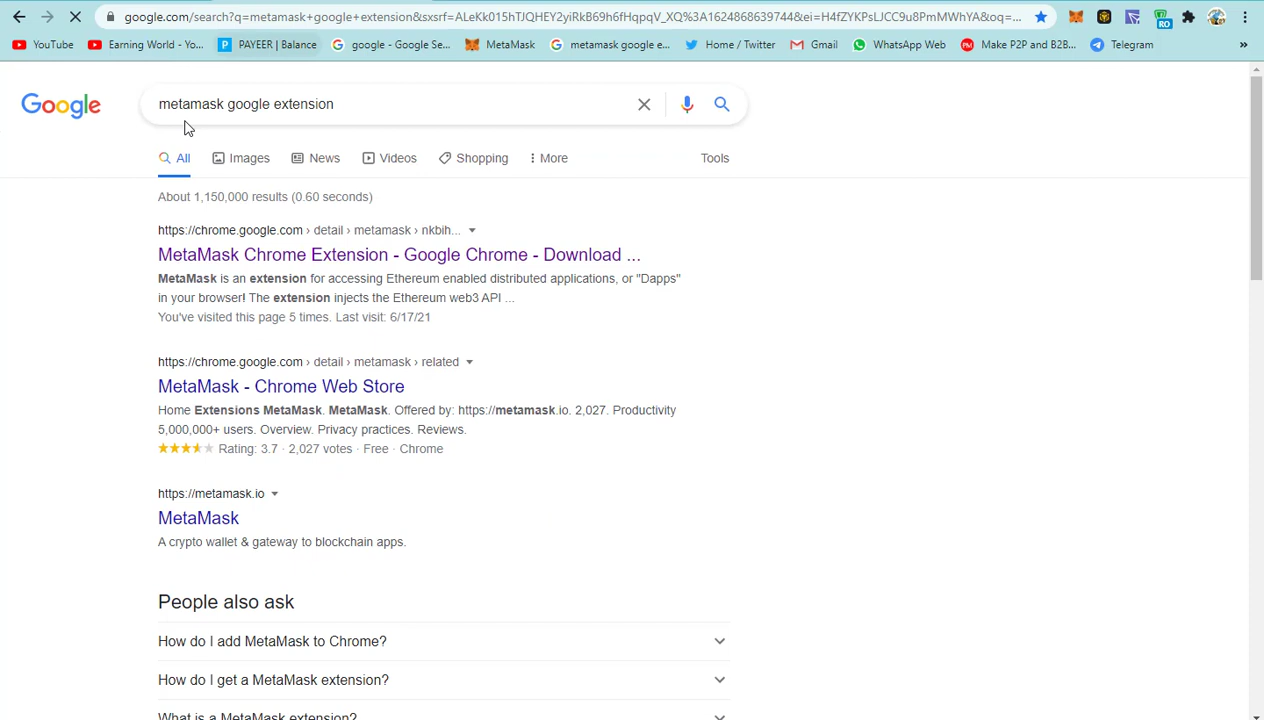 google.com/search?q=metamask+google+extension&sxsrf=ALeKk015hTJQHEY2yiRkB69h6fHqpqV_XQ%3A1624868639744&ei=H4fZYKPsLJCC9u8PmMWhYA&oq=...
YouTube
Earning World - Yo...
PAYEER | Balance
google - Google Se...
MetaMask
metamask google e...
Home / Twitter
Gmail
WhatsApp Web
Make P2P and B2B...
Telegram
»
Google
metamask google extension
All
Images
News
Videos
Shopping
More
Tools
About 1,150,000 results (0.60 seconds)
https://chrome.google.com › detail › metamask › nkbih...
MetaMask Chrome Extension - Google Chrome - Download ...
MetaMask is an extension for accessing Ethereum enabled distributed applications, or "Dapps"
in your browser! The extension injects the Ethereum web3 API ...
You've visited this page 5 times. Last visit: 6/17/21
https://chrome.google.com › detail › metamask › related
MetaMask - Chrome Web Store
Home Extensions MetaMask. MetaMask. Offered by: https://metamask.io. 2,027. Productivity
5,000,000+ users. Overview. Privacy practices. Reviews.
Rating: 3.7 · 2,027 votes · Free · Chrome
https://metamask.io
MetaMask
A crypto wallet & gateway to blockchain apps.
People also ask
How do I add MetaMask to Chrome?
How do I get a MetaMask extension?
What is a MetaMask extension?